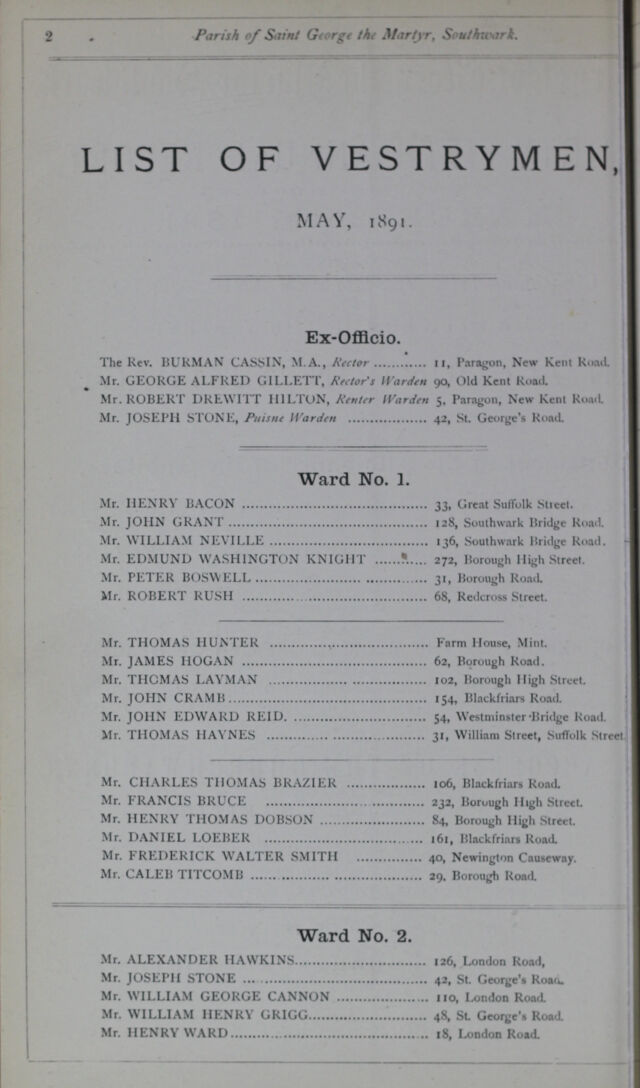 2 Parish of Saint George the Martyr, Southwark.
LIST OF VESTRYMEN,
MAY, 1891.
Ex-Officio.
The Rev. BURMAN CASSIN, M.A., Rector ............ 11, Paragon, New Kent Road.
Mr. GEORGE ALFRED GILLETT, Rector's Warden 90, Old Kent Road.
Mr. ROBERT DREWITT HILTON, Renter Warden 5, Paragon, New Kent Road.
Mr. JOSEPH STONE, Puisne Warden .................. 42, St. George's Road.
Ward No. 1.
Mr. HENRY BACON .......................................... 33, Great Suffolk Street.
Mr. JOHN GRANT ............................................. 128, Southwark Bridge Road.
Mr. WILLIAM NEVILLE ..................................... 136, Southwark Bridge Road.
Mr. EDMUND WASHINGTON KNIGHT ............ 272, Borough High Street.
Mr. PETER BOSWELL ........................................ 31, Borough Road.
Mr. ROBERT RUSH .......................................... 68, Redcross Street.
Mr. THOMAS HUNTER .................................... Farm House, Mint.
Mr. JAMES HOGAN .......................................... 62, Borough Road.
Mr. THOMAS LAYMAN .................................... 102, Borough High Street.
Mr. JOHN CRAMB ............................................. 154, Blackfriars Road.
Mr. JOHN EDWARD REID. .............................. 54, Westminster Bridge Road.
Mr. THOMAS HAYNES .................................... 31, William Street, Suffolk Street
Mr. CHARLES THOMAS BRAZIER .................. 106, Blackfriars Road.
Mr. FRANCIS BRUCE .................................... 232, Borough High Street.
Mr. HENRY THOMAS DOBSON ........................ 84, Borough High Street.
Mr. DANIEL LOEBER .................................... 161, Blackfriars Road.
Mr. FREDERICK WALTER SMITH ............... 40, Newington Causeway.
Mr. CALEB TITCOMB ....................................... 29, Borough Road.
Ward No. 2.
Mr. ALEXANDER HAWKINS .............................. 126, London Road,
Mr. JOSEPH STONE .......................................... 42, St. George's Road.
Mr. WILLIAM GEORGE CANNON ..................... 110, London Road.
Mr. WILLIAM HENRY GRIGG ........................... 48, St. George's Road.
Mr. HENRY WARD ............................................. 18, London Road.